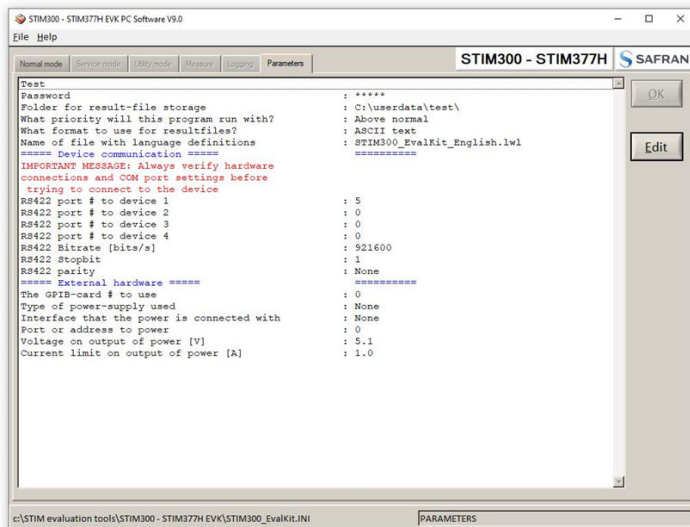 STIM300 - STIM377H EVK PC Software V9.0
File Help
Normal mode Service mode Utility mode Measure Logging Parameters
STIM300 - STIM377H SAFRAN
Test
Password : *****
Folder for result-file storage : C:\userdata\test\
What priority will this program run with? : Above normal
What format to use for resultfiles? : ASCII text
Name of file with language definitions : STIM300_EvalKit_English.lwl
===== Device communication ===== ==========
IMPORTANT MESSAGE: Always verify hardware
connections and COM port settings before
trying to connect to the device
RS422 port # to device 1 : 5
RS422 port # to device 2 : 0
RS422 port # to device 3 : 0
RS422 port # to device 4 : 0
RS422 Bitrate [bits/s] : 921600
RS422 Stopbit : 1
RS422 parity : None
===== External hardware ===== ==========
The GPIB-card # to use : 0
Type of power-supply used : None
Interface that the power is connected with : None
Port or address to power : 0
Voltage on output of power [V] : 5.1
Current limit on output of power [A] : 1.0
OK
Edit
c:\STIM evaluation tools\STIM300 - STIM377H EVK\STIM300_EvalKit.INI PARAMETERS